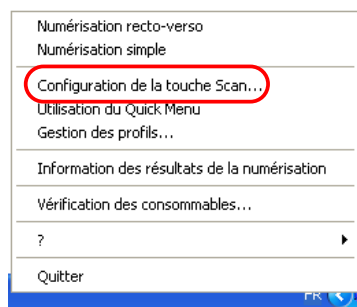 Numérisation recto-verso
Numérisation simple
Configuration de la touche Scan...
Utilisation du Quick Menu
Gestion des profils...
Information des résultats de la numérisation
Vérification des consommables...
?
Quitter
FR